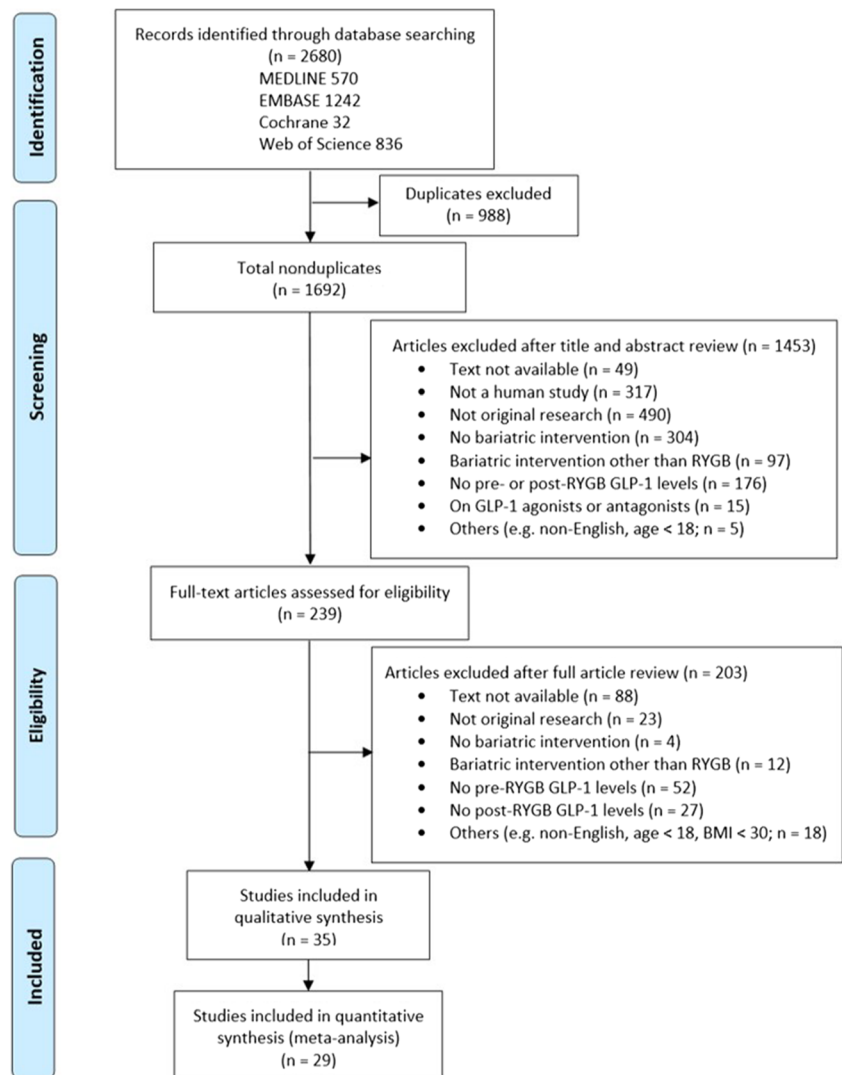 Identification
Records identified through database searching
(n = 2680)
MEDLINE 570
EMBASE 1242
Cochrane 32
Web of Science 836
Duplicates excluded
(n = 988)
Screening
Total nonduplicates
(n = 1692)
Articles excluded after title and abstract review (n = 1453)
• Text not available (n = 49)
• Not a human study (n = 317)
• Not original research (n = 490)
• No bariatric intervention (n = 304)
• Bariatric intervention other than RYGB (n = 97)
• No pre- or post-RYGB GLP-1 levels (n = 176)
• On GLP-1 agonists or antagonists (n = 15)
• Others (e.g. non-English, age < 18; n = 5)
Eligibility
Full-text articles assessed for eligibility
(n = 239)
Articles excluded after full article review (n = 203)
• Text not available (n = 88)
• Not original research (n = 23)
• No bariatric intervention (n = 4)
• Bariatric intervention other than RYGB (n = 12)
• No pre-RYGB GLP-1 levels (n = 52)
• No post-RYGB GLP-1 levels (n = 27)
• Others (e.g. non-English, age < 18, BMI < 30; n = 18)
Included
Studies included in
qualitative synthesis
(n = 35)
Studies included in quantitative
synthesis (meta-analysis)
(n = 29)